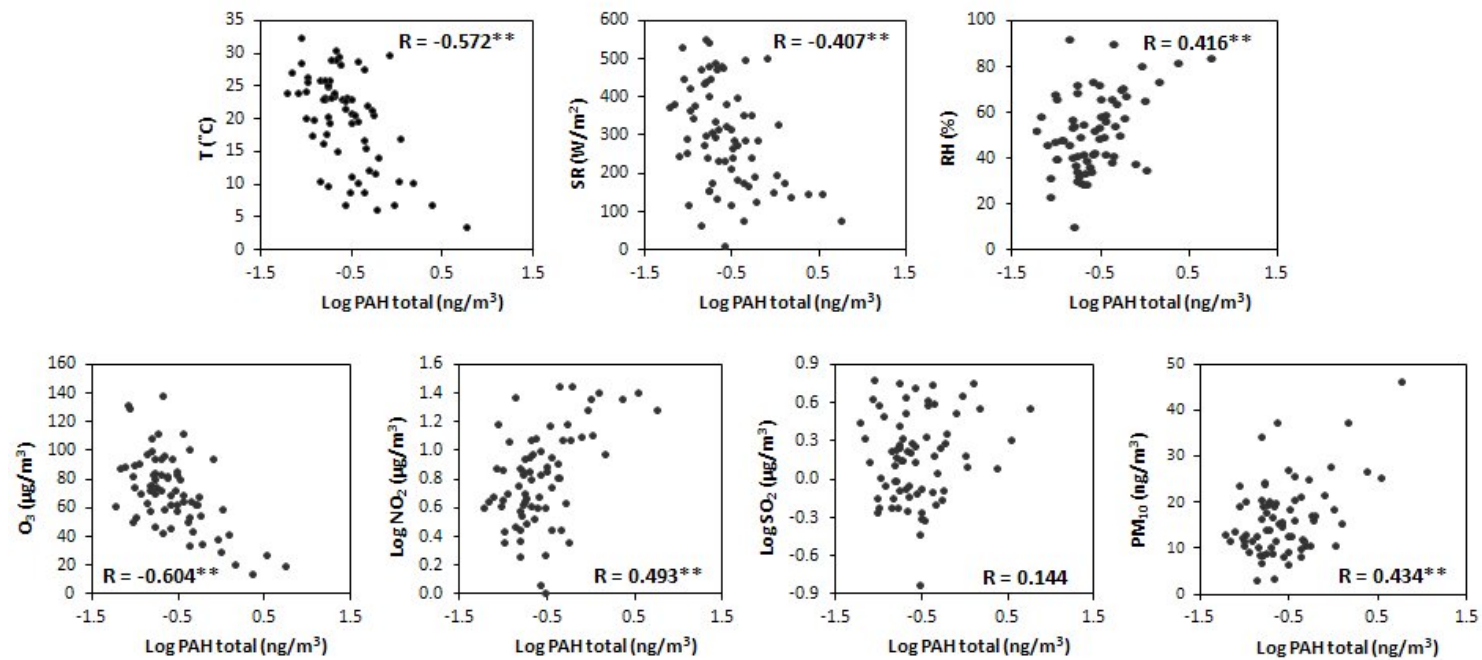 35
30
25
20
15
10
5
0
T (°C)
R = -0.572**
-1.5 -0.5 0.5 1.5
Log PAH total (ng/m³)
600
500
400
300
200
100
0
SR (W/m²)
R = -0.407**
-1.5 -0.5 0.5 1.5
Log PAH total (ng/m³)
100
80
60
40
20
0
RH (%)
R = 0.416**
-1.5 -0.5 0.5 1.5
Log PAH total (ng/m³)
160
140
120
100
80
60
40
20
0
O₃ (µg/m³)
R = -0.604**
-1.5 -0.5 0.5 1.5
Log PAH total (ng/m³)
1.6
1.4
1.2
1.0
0.8
0.6
0.4
0.2
0.0
Log NO₂ (µg/m³)
R = 0.493**
-1.5 -0.5 0.5 1.5
Log PAH total (ng/m³)
0.9
0.6
0.3
0.0
-0.3
-0.6
-0.9
Log SO₂ (µg/m³)
R = 0.144
-1.5 -0.5 0.5 1.5
Log PAH total (ng/m³)
50
40
30
20
10
0
PM₁₀ (ng/m³)
R = 0.434**
-1.5 -0.5 0.5 1.5
Log PAH total (ng/m³)